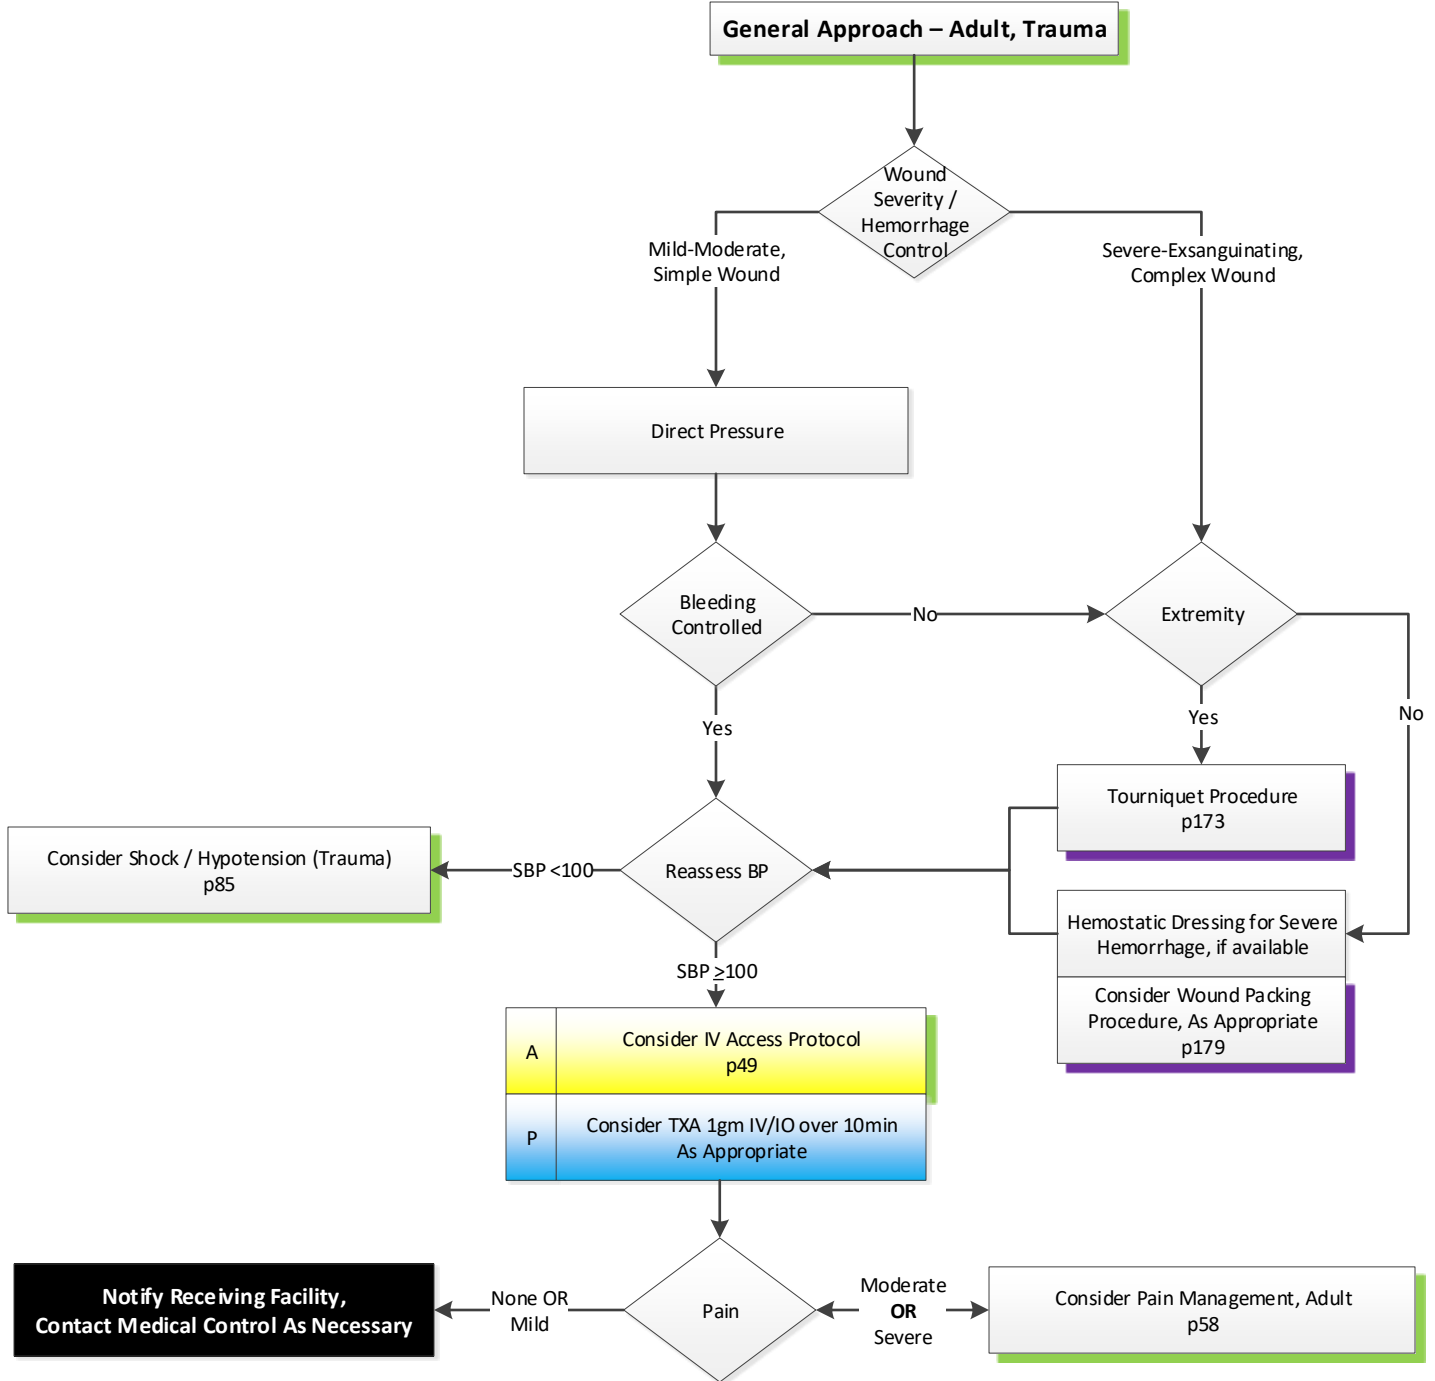 General Approach – Adult, Trauma
Wound
Severity /
Hemorrhage
Control
Mild-Moderate,
Simple Wound
Severe-Exsanguinating,
Complex Wound
Direct Pressure
Bleeding
Controlled
No
Extremity
Yes
Yes
No
Tourniquet Procedure
p173
Consider Shock / Hypotension (Trauma)
p85
SBP <100
Reassess BP
Hemostatic Dressing for Severe
Hemorrhage, if available
Consider Wound Packing
Procedure, As Appropriate
p179
SBP ≥100
A
Consider IV Access Protocol
p49
P
Consider TXA 1gm IV/IO over 10min
As Appropriate
Notify Receiving Facility,
Contact Medical Control As Necessary
None OR
Mild
Pain
Moderate
OR
Severe
Consider Pain Management, Adult
p58